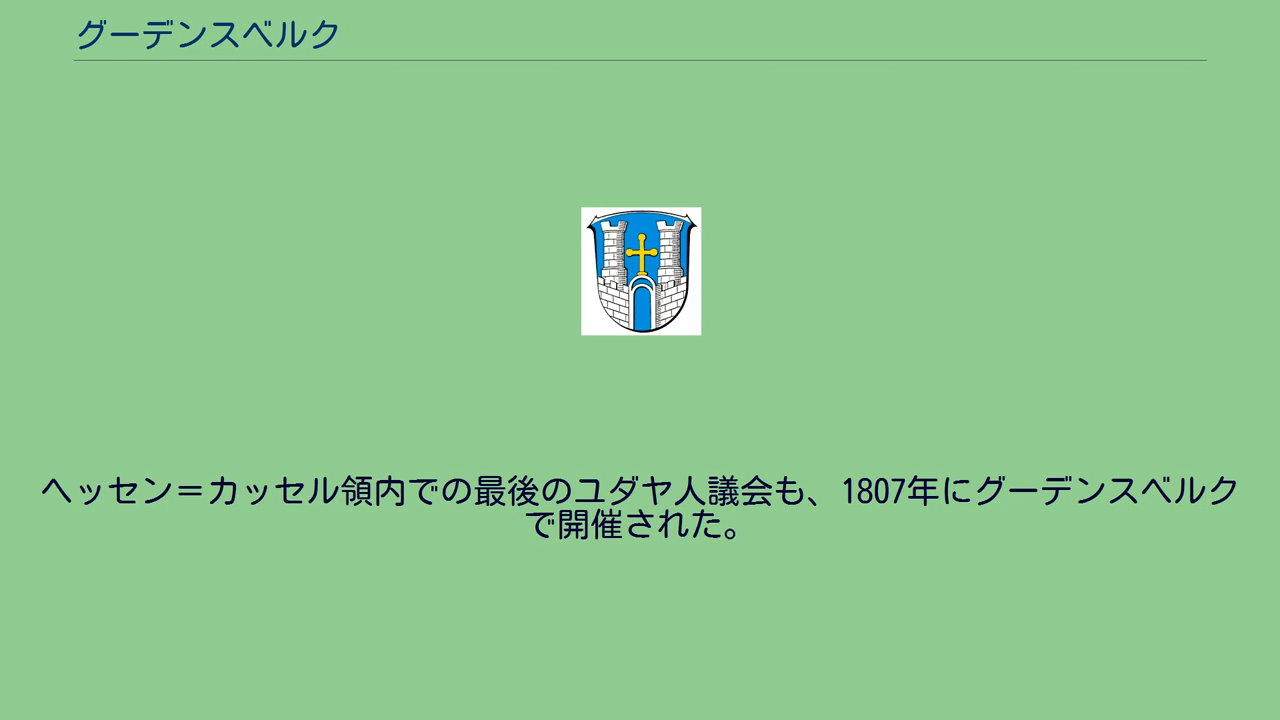 グーデンスベルク
ヘッセン＝カッセル領内での最後のユダヤ人議会も、1807年にグーデンスベルク
で開催された。